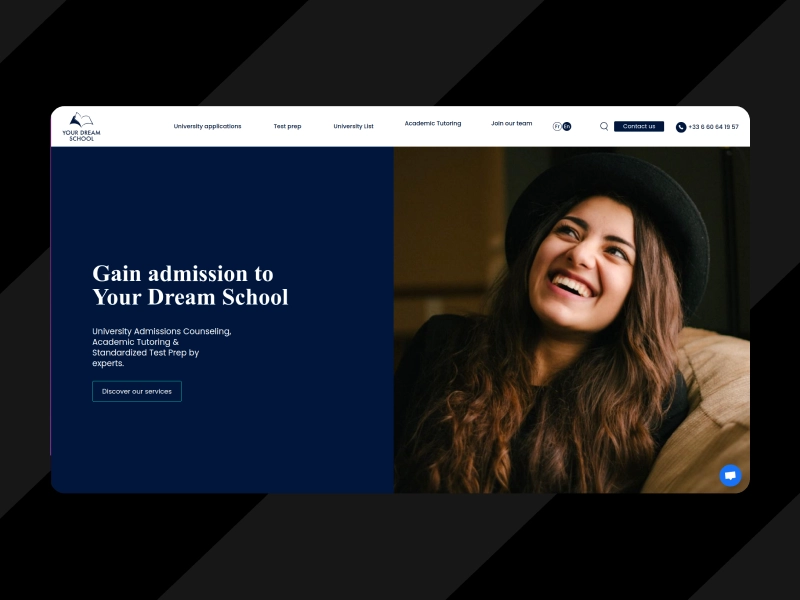 YOUR DREAM
SCHOOL
University applications
Test prep
University List
Academic Tutoring
Join our team
Fr
En
Contact us
+33 6 60 64 19 57
Gain admission to
Your Dream School
University Admissions Counseling,
Academic Tutoring &
Standardized Test Prep by
experts.
Discover our services